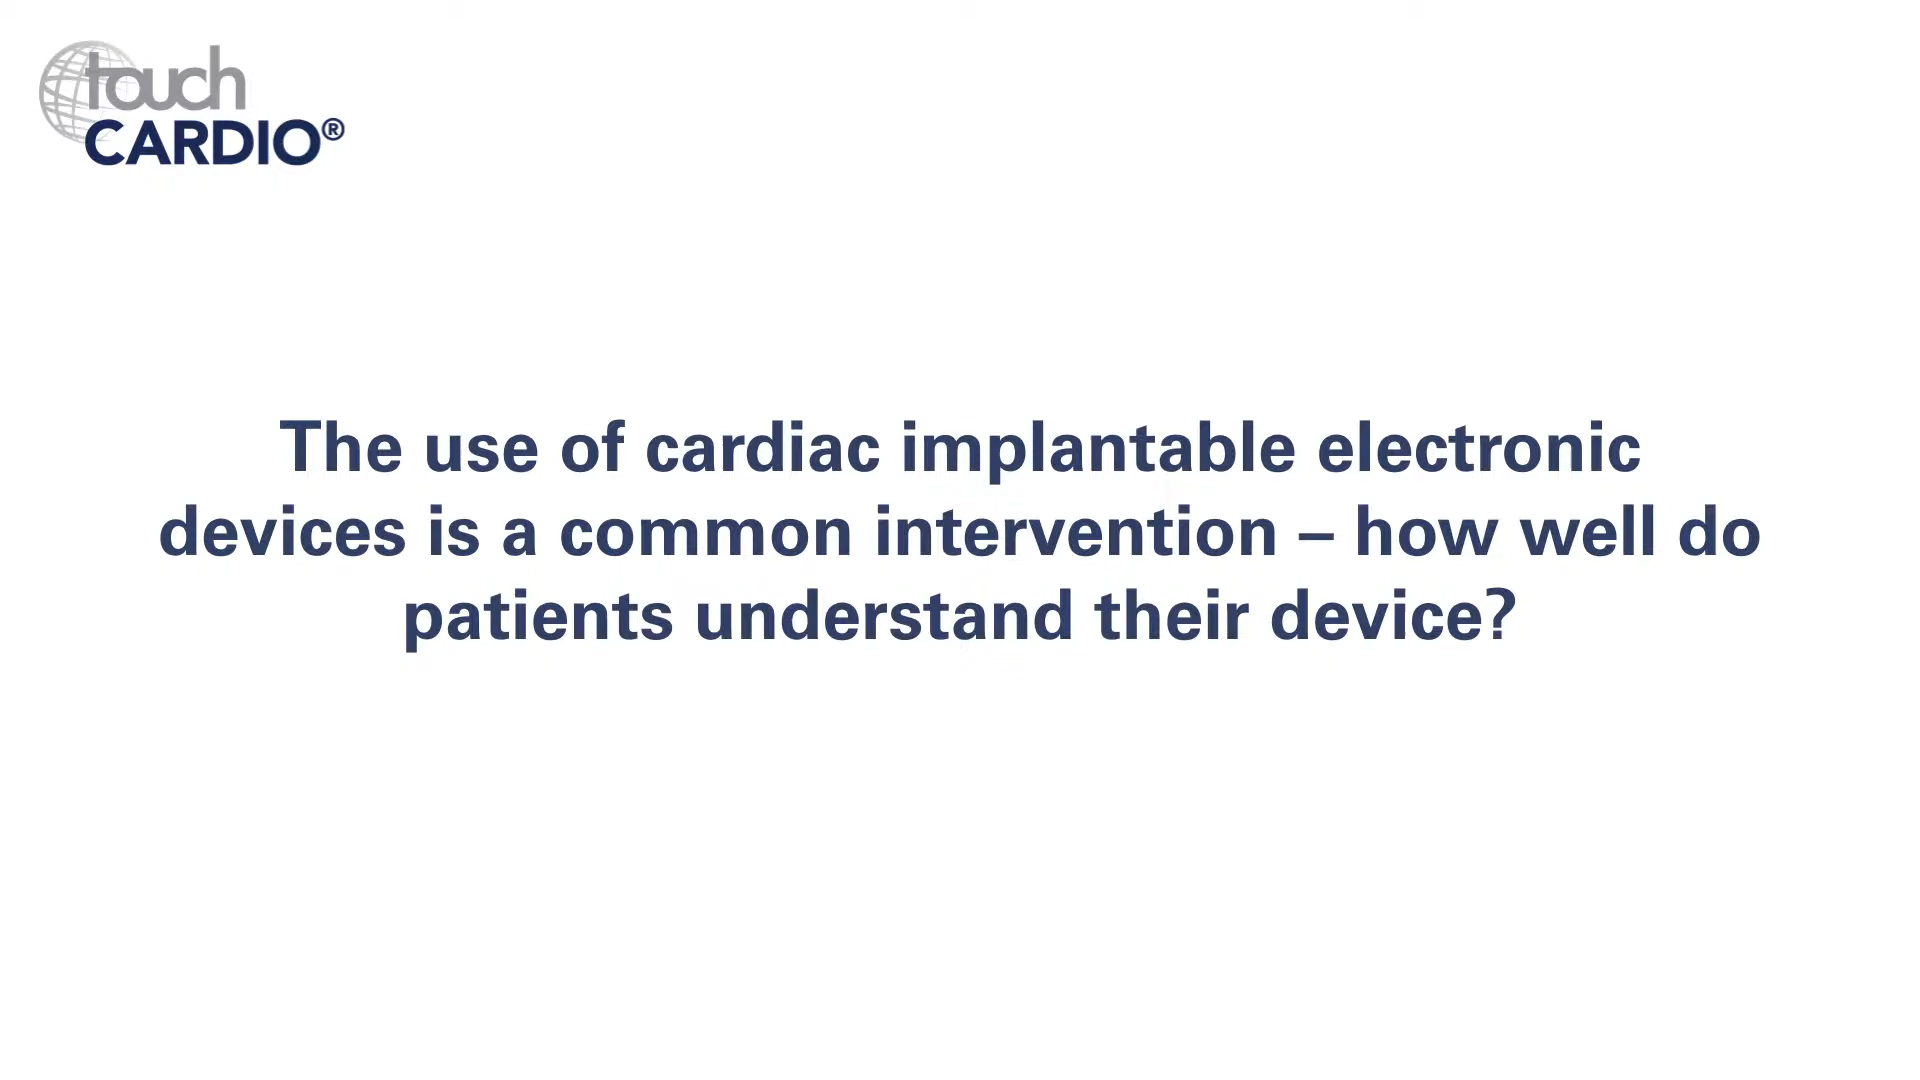 touch
CARDIO®
The use of cardiac implantable electronic
devices is a common intervention – how well do
patients understand their device?